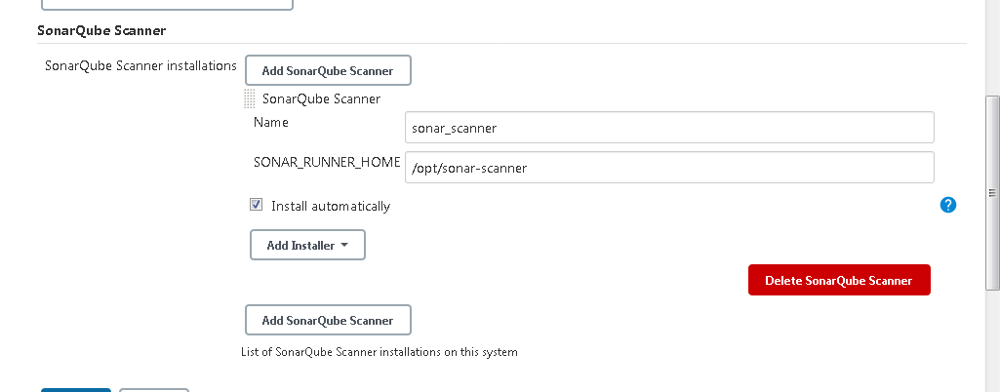 SonarQube Scanner
SonarQube Scanner installations
Add SonarQube Scanner
SonarQube Scanner
Name
sonar_scanner
SONAR_RUNNER_HOME
/opt/sonar-scanner
Install automatically
?
Add Installer
Delete SonarQube Scanner
Add SonarQube Scanner
List of SonarQube Scanner installations on this system